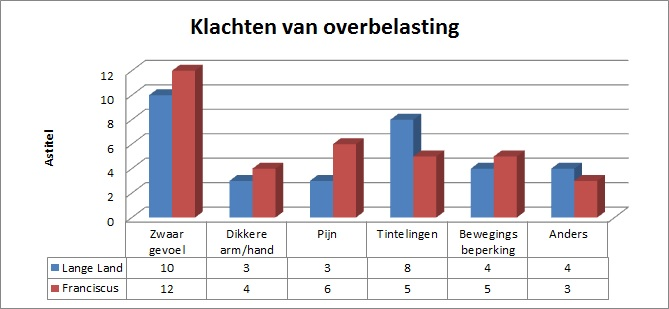 Klachten van overbelasting
Astitel
12
10
8
6
4
2
0
Zwaar gevoel
Dikkere arm/hand
Pijn
Tintelingen
Bewegings beperking
Anders
Lange Land 10 3 3 8 4 4
Franciscus 12 4 6 5 5 3